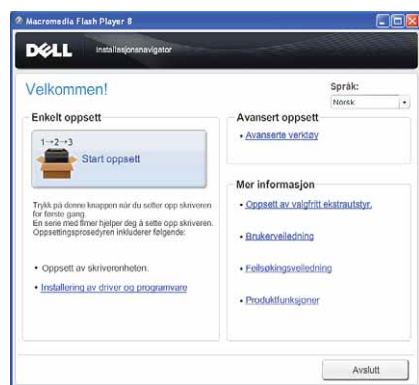 Macromedia Flash Player 8
DELL Installasjonsnavigator
Velkommen!
Språk:
Norsk
Enkelt oppsett
1→2→3
Start oppsett
Trykk på denne knappen når du setter opp skriveren
for første gang.
En serie med filmer hjelper deg å sette opp skriveren.
Oppsettingsprosedyren inkluderer følgende:
• Oppsett av skriverenheten.
• Installering av driver og programvare
Avansert oppsett
• Avanserte verktøy
Mer informasjon
• Oppsett av valgfritt ekstrautstyr.
• Brukerveiledning
• Feilsøkingsveiledning
• Produktfunksjoner
Avslutt